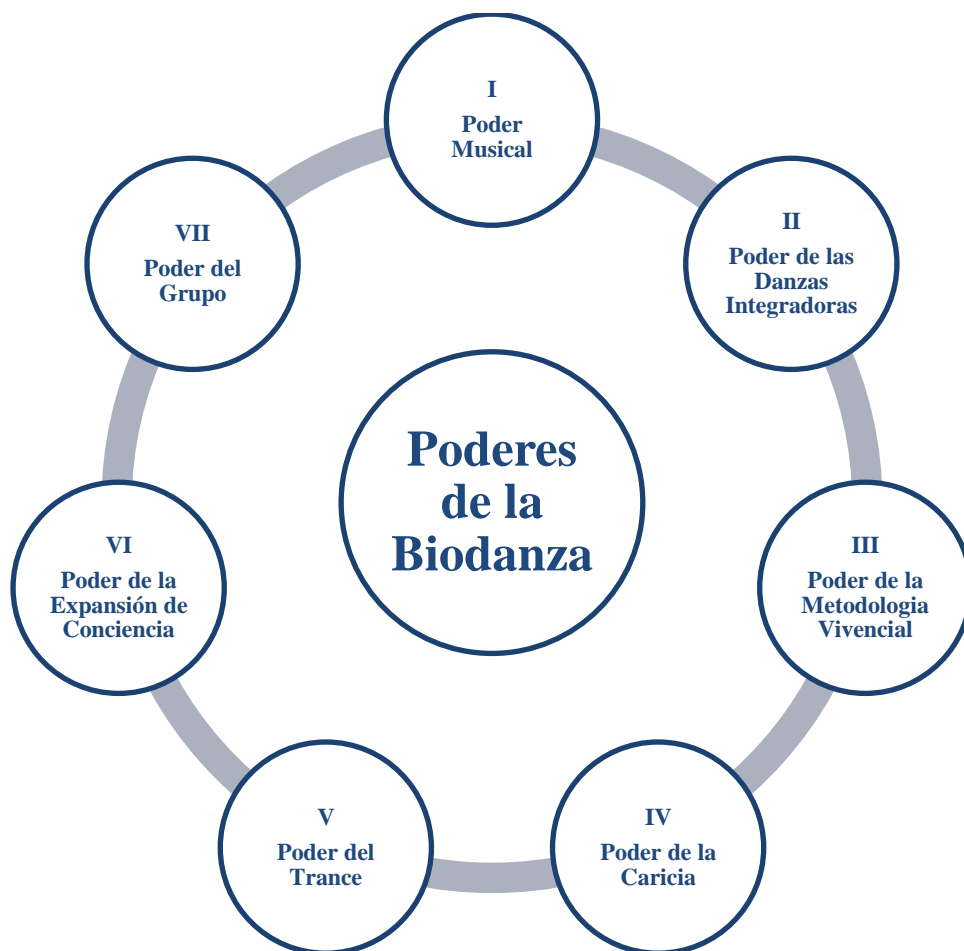 I
Poder
Musical
II
Poder de las
Danzas
Integradoras
III
Poder de la
Metodologia
Vivencial
IV
Poder de la
Caricia
V
Poder del
Trance
VI
Poder de la
Expansión de
Conciencia
VII
Poder del
Grupo
Poderes
de la
Biodanza